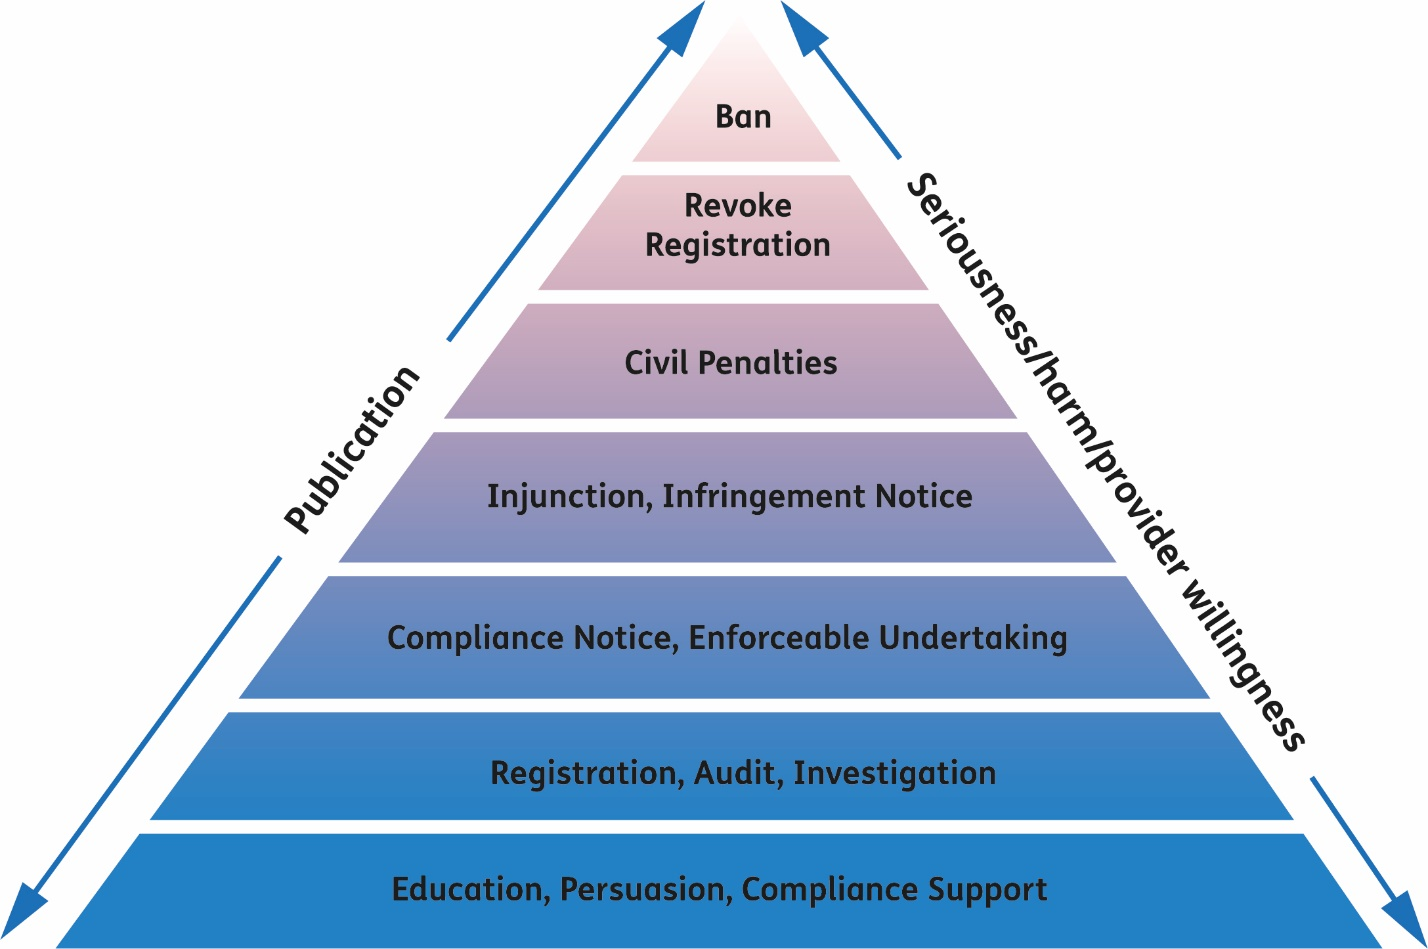 Ban
Revoke
Registration
Civil Penalties
Injunction, Infringement Notice
Compliance Notice, Enforceable Undertaking
Registration, Audit, Investigation
Education, Persuasion, Compliance Support
Publication
Seriousness/harm/provider willingness